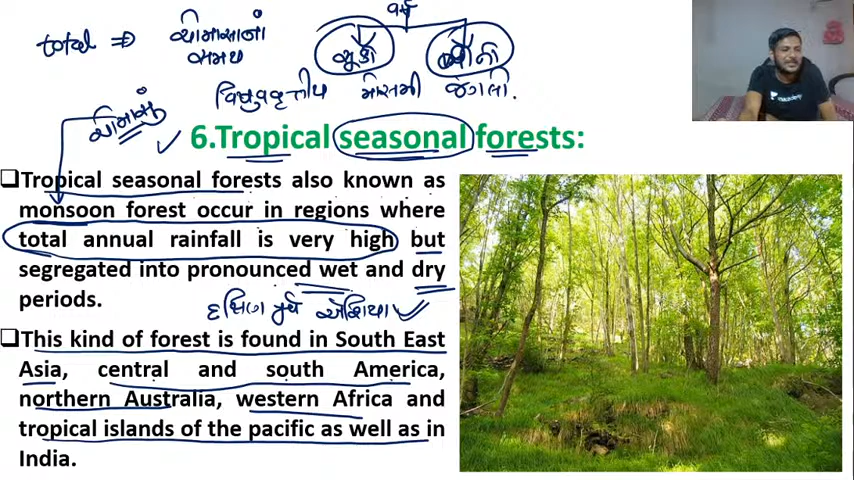 વર્ષ
total ⇒ ચોમાસાનાં
સમય
સુકો
વિષુવવૃત્તીય મોસમી જંગલો.
ચોમાસું
6.Tropical seasonal forests:
Tropical seasonal forests also known as
monsoon forest occur in regions where
total annual rainfall is very high but
segregated into pronounced wet and dry
periods.
દક્ષિણ પૂર્વ એશિયા
This kind of forest is found in South East
Asia, central and south America,
northern Australia, western Africa and
tropical islands of the pacific as well as in
India.